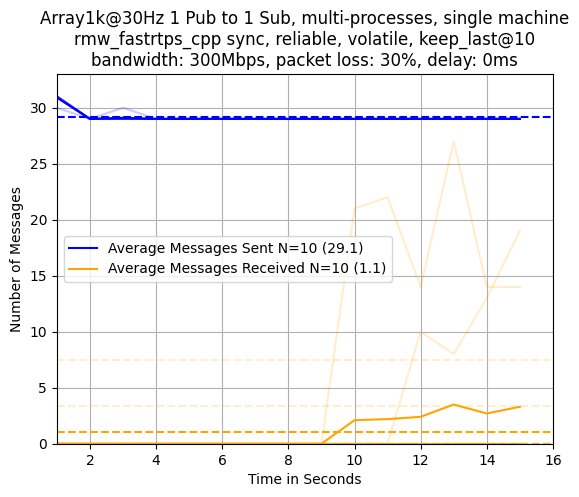 Array1k@30Hz 1 Pub to 1 Sub, multi-processes, single machine
rmw_fastrtps_cpp sync, reliable, volatile, keep_last@10
bandwidth: 300Mbps, packet loss: 30%, delay: 0ms
Number of Messages
30
25
20
15
10
5
0
Average Messages Sent N=10 (29.1)
Average Messages Received N=10 (1.1)
2 4 6 8 10 12 14 16
Time in Seconds